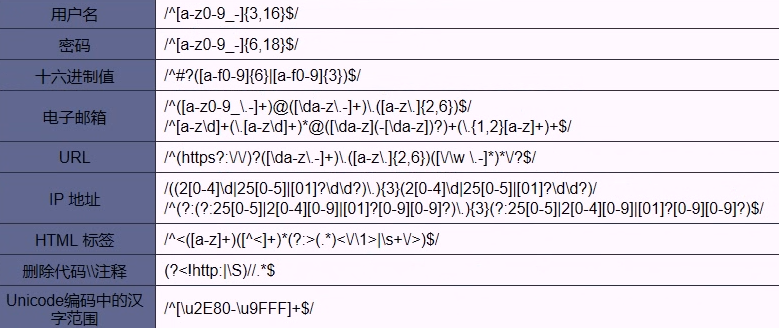 用户名 /^[a-z0-9_-]{3,16}$/
密码 /^[a-z0-9_-]{6,18}$/
十六进制值 /^#?([a-f0-9]{6}|[a-f0-9]{3})$/
电子邮箱 /^([a-z0-9_\.-]+)@([\da-z\.-]+)\.([a-z\.]{2,6})$/
/^[a-z\d]+(\.[a-z\d]+)*@([\da-z](-[\da-z])?)+(\.{1,2}[a-z]+)+$/
URL /^(https?:\/\/)?([\da-z\.-]+)\.([a-z\.]{2,6})([\/\w \.-]*)*\/?$/
IP 地址 /((2[0-4]\d|25[0-5]|[01]?\d\d?)\.){3}(2[0-4]\d|25[0-5]|[01]?\d\d?)/
/^(?:(?:25[0-5]|2[0-4][0-9]|[01]?[0-9][0-9]?)\.){3}(?:25[0-5]|2[0-4][0-9]|[01]?[0-9][0-9]?)$/
HTML 标签 /^<([a-z]+)([^<]+)*(?:>(.*)<\/\1>|\s+\/>)$/
删除代码\\注释 (?<!http:|\S)//.*$
Unicode编码中的汉
字范围 /^[\u2E80-\u9FFF]+$/